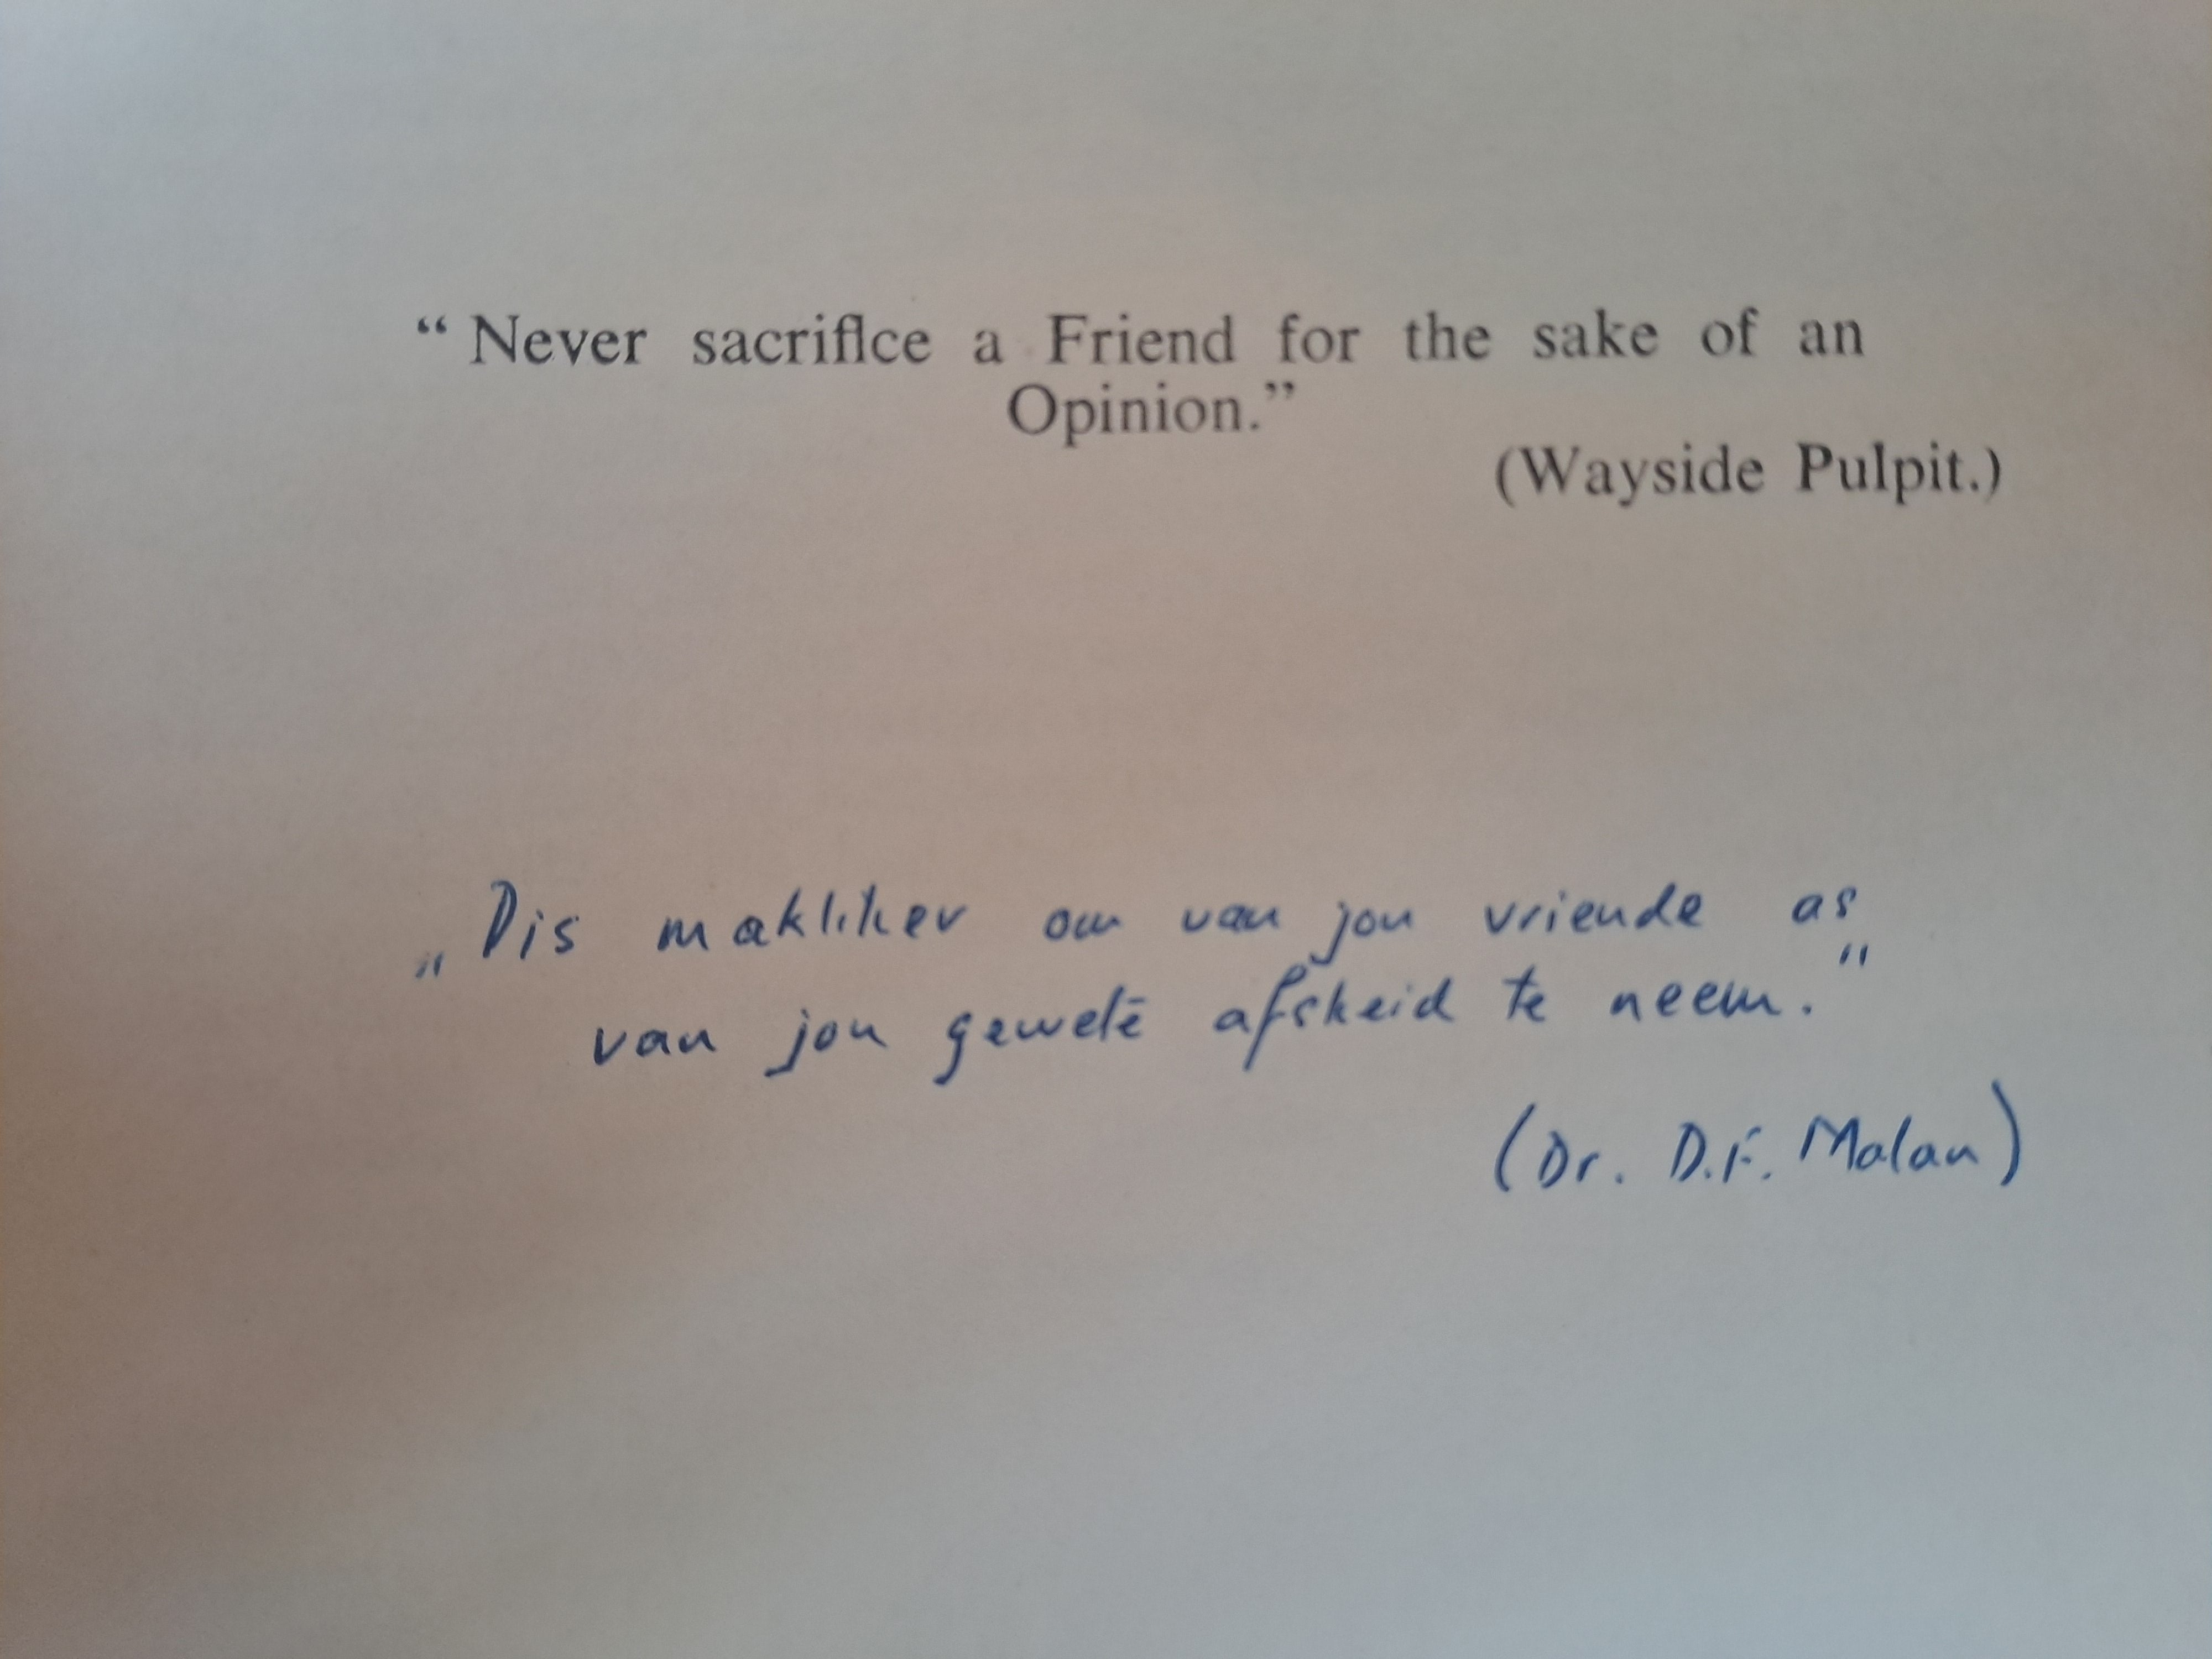 “ Never sacrifice a Friend for the sake of an
Opinion.”
(Wayside Pulpit.)
„Dis makliker om van jou vriende as
van jou gewetē afskeid te neem."
(Dr. D.F. Malan)